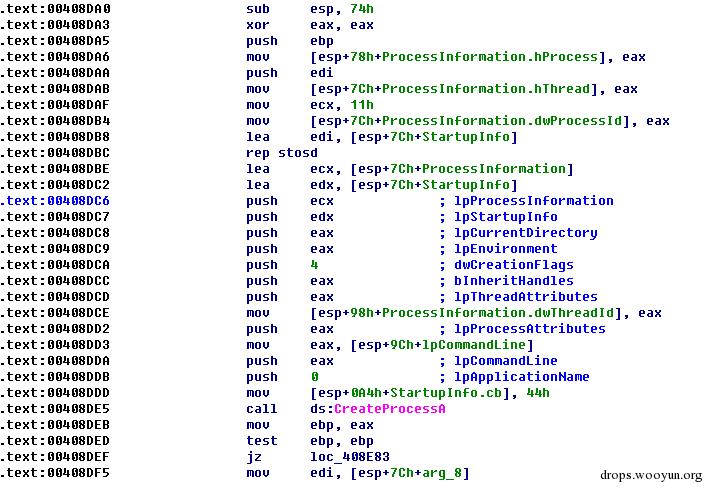 .text:00408DA0 sub esp, 74h
.text:00408DA3 xor eax, eax
.text:00408DA5 push ebp
.text:00408DA6 mov [esp+78h+ProcessInformation.hProcess], eax
.text:00408DAA push edi
.text:00408DAB mov [esp+7Ch+ProcessInformation.hThread], eax
.text:00408DAF mov ecx, 11h
.text:00408DB4 mov [esp+7Ch+ProcessInformation.dwProcessId], eax
.text:00408DB8 lea edi, [esp+7Ch+StartupInfo]
.text:00408DBC rep stosd
.text:00408DBE lea ecx, [esp+7Ch+ProcessInformation]
.text:00408DC2 lea edx, [esp+7Ch+StartupInfo]
.text:00408DC6 push ecx ; lpProcessInformation
.text:00408DC7 push edx ; lpStartupInfo
.text:00408DC8 push eax ; lpCurrentDirectory
.text:00408DC9 push eax ; lpEnvironment
.text:00408DCA push 4 ; dwCreationFlags
.text:00408DCC push eax ; bInheritHandles
.text:00408DCD push eax ; lpThreadAttributes
.text:00408DCE mov [esp+98h+ProcessInformation.dwThreadId], eax
.text:00408DD2 push eax ; lpProcessAttributes
.text:00408DD3 mov eax, [esp+9Ch+lpCommandLine]
.text:00408DDA push eax ; lpCommandLine
.text:00408DDB push 0 ; lpApplicationName
.text:00408DDD mov [esp+0A4h+StartupInfo.cb], 44h
.text:00408DE5 call ds:CreateProcessA
.text:00408DEB mov ebp, eax
.text:00408DED test ebp, ebp
.text:00408DEF jz loc_408E83
.text:00408DF5 mov edi, [esp+7Ch+arg_8]
drops.wooyun.org